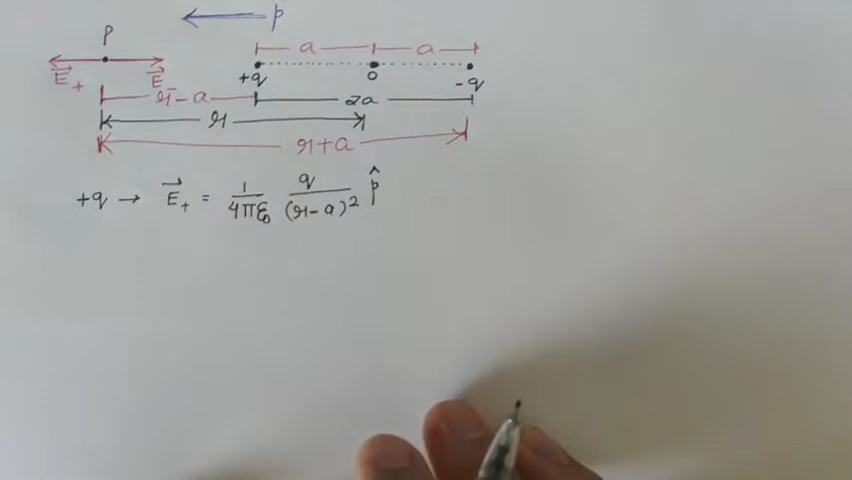 p⃗
P
a a
E⃗₊ E⃗₋ +q O -q
r-a 2a
r
r+a
+q → E⃗₊ = 1/4πε₀ q/(r-a)² p̂